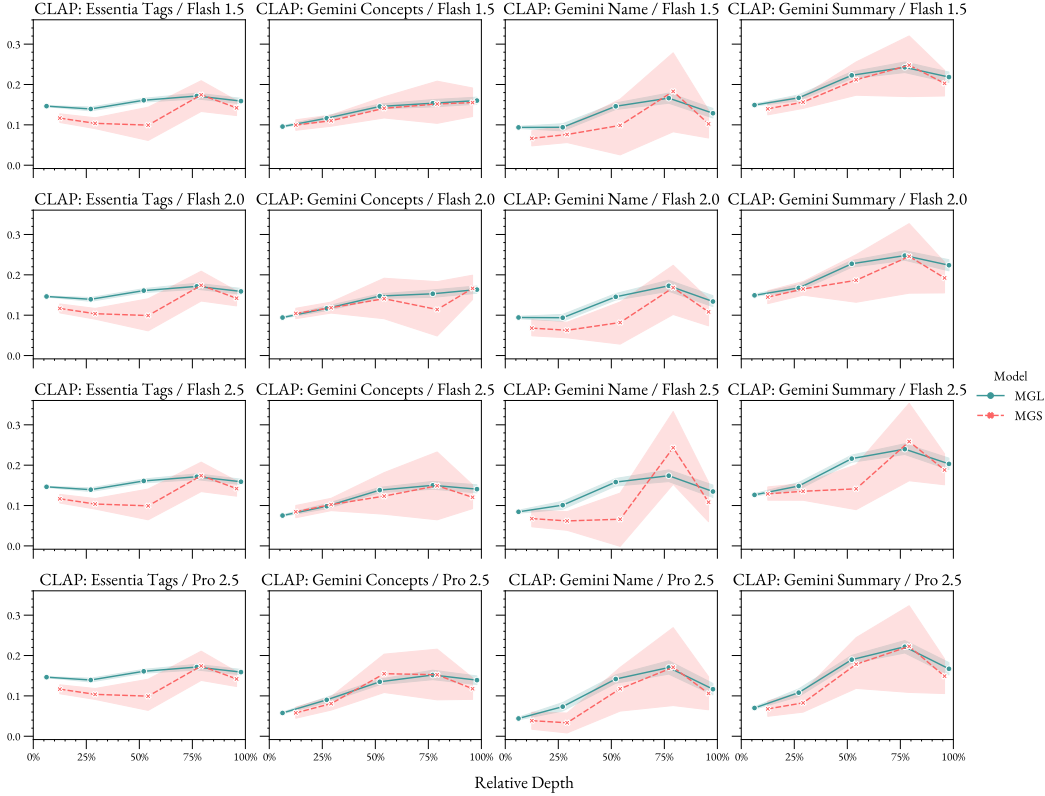 CLAP: Essentia Tags / Flash 1.5 CLAP: Gemini Concepts / Flash 1.5 CLAP: Gemini Name / Flash 1.5 CLAP: Gemini Summary / Flash 1.5
0.3
0.2
0.1
0.0
CLAP: Essentia Tags / Flash 2.0 CLAP: Gemini Concepts / Flash 2.0 CLAP: Gemini Name / Flash 2.0 CLAP: Gemini Summary / Flash 2.0
0.3
0.2
0.1
0.0
CLAP: Essentia Tags / Flash 2.5 CLAP: Gemini Concepts / Flash 2.5 CLAP: Gemini Name / Flash 2.5 CLAP: Gemini Summary / Flash 2.5
0.3
0.2
0.1
0.0
Model
MGL
MGS
CLAP: Essentia Tags / Pro 2.5 CLAP: Gemini Concepts / Pro 2.5 CLAP: Gemini Name / Pro 2.5 CLAP: Gemini Summary / Pro 2.5
0.3
0.2
0.1
0.0
0% 25% 50% 75% 100% 0% 25% 50% 75% 100% 0% 25% 50% 75% 100% 0% 25% 50% 75% 100%
Relative Depth